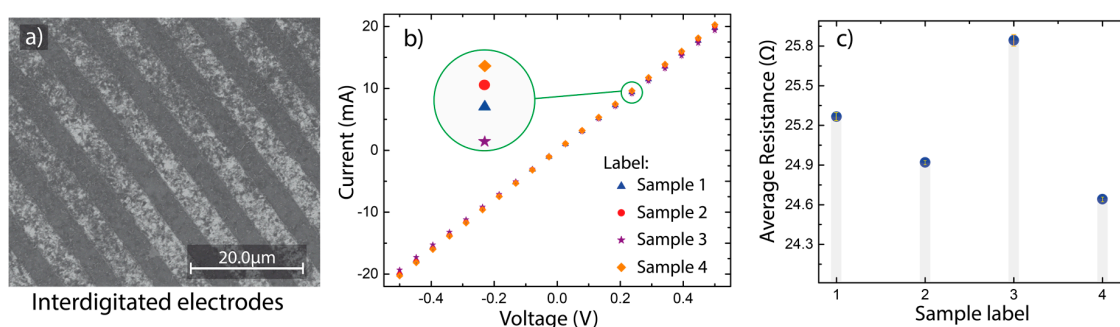 a)
20.0μm
Interdigitated electrodes
b)
Current (mA)
20
10
0
-10
-20
Label:
Sample 1
Sample 2
Sample 3
Sample 4
-0.4
-0.2
0.0
0.2
0.4
Voltage (V)
c)
Average Resistance (Ω)
25.8
25.5
25.2
24.9
24.6
24.3
1
2
3
4
Sample label